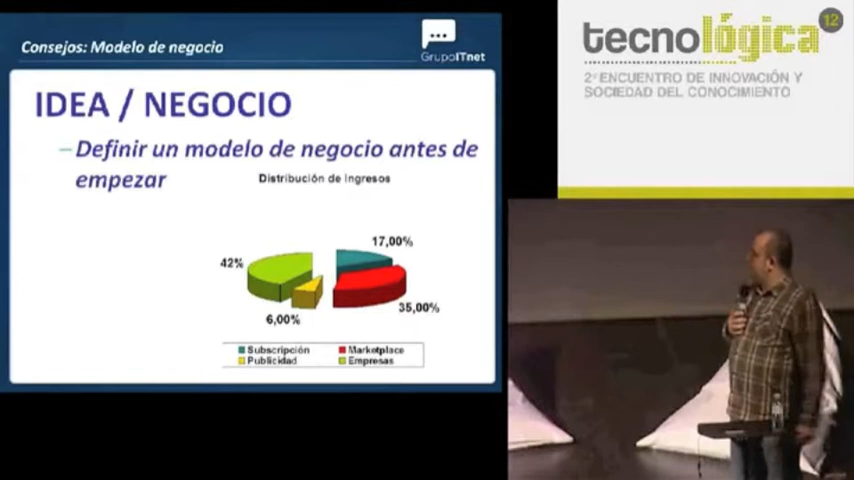 Consejos: Modelo de negocio
GrupoITnet
IDEA / NEGOCIO
– Definir un modelo de negocio antes de
empezar
Distribución de Ingresos
17,00%
42%
35,00%
6,00%
Subscripción
Marketplace
Publicidad
Empresas
tecnológica 12
2º ENCUENTRO DE INNOVACIÓN Y
SOCIEDAD DEL CONOCIMIENTO